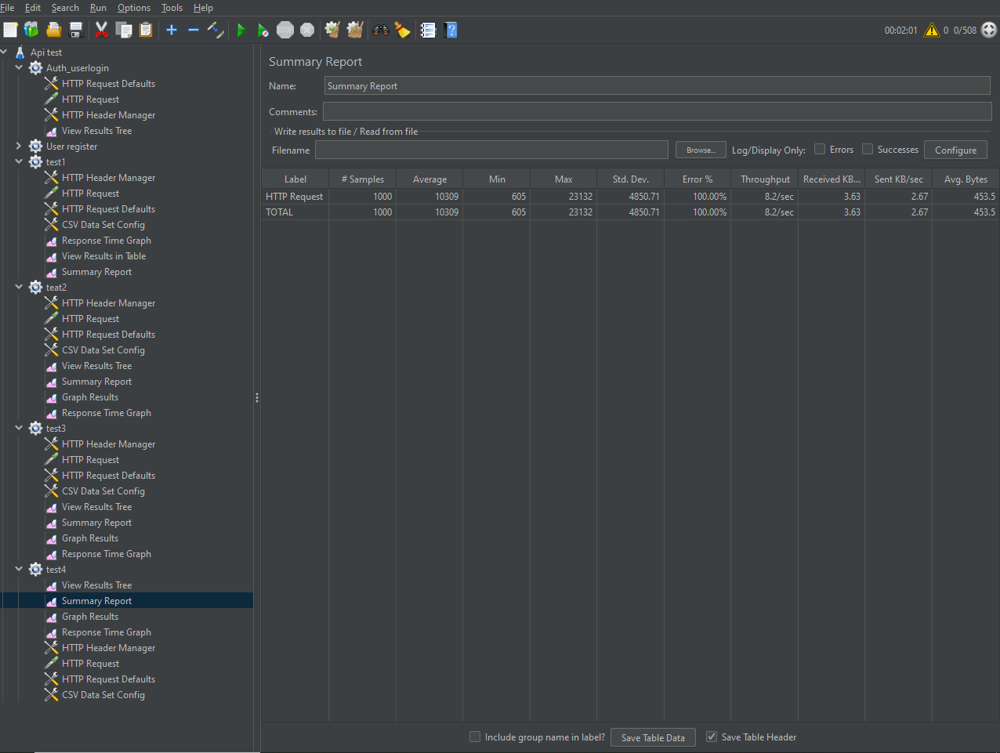 File Edit Search Run Options Tools Help
00:02:01 0 0/508
Api test
Auth_userlogin
HTTP Request Defaults
HTTP Request
HTTP Header Manager
View Results Tree
User register
test1
HTTP Header Manager
HTTP Request
HTTP Request Defaults
CSV Data Set Config
Response Time Graph
View Results in Table
Summary Report
teat2
HTTP Header Manager
HTTP Request
HTTP Request Defaults
CSV Data Set Config
View Results Tree
Summary Report
Graph Results
Response Time Graph
test3
HTTP Header Manager
HTTP Request
HTTP Request Defaults
CSV Data Set Config
View Results Tree
Summary Report
Graph Results
Response Time Graph
test4
View Results Tree
Summary Report
Graph Results
Response Time Graph
HTTP Header Manager
HTTP Request
HTTP Request Defaults
CSV Data Set Config
Summary Report
Name: Summary Report
Comments:
Write results to file / Read from file
Filename Browse... Log/Display Only: Errors Successes Configure
Label # Samples Average Min Max Std. Dev. Error % Throughput Received KB... Sent KB/sec Avg. Bytes
HTTP Request 1000 10309 605 23132 4850.71 100.00% 8.2/sec 3.63 2.67 453.5
TOTAL 1000 10309 605 23132 4850.71 100.00% 8.2/sec 3.63 2.67 453.5
Include group name in label? Save Table Data Save Table Header